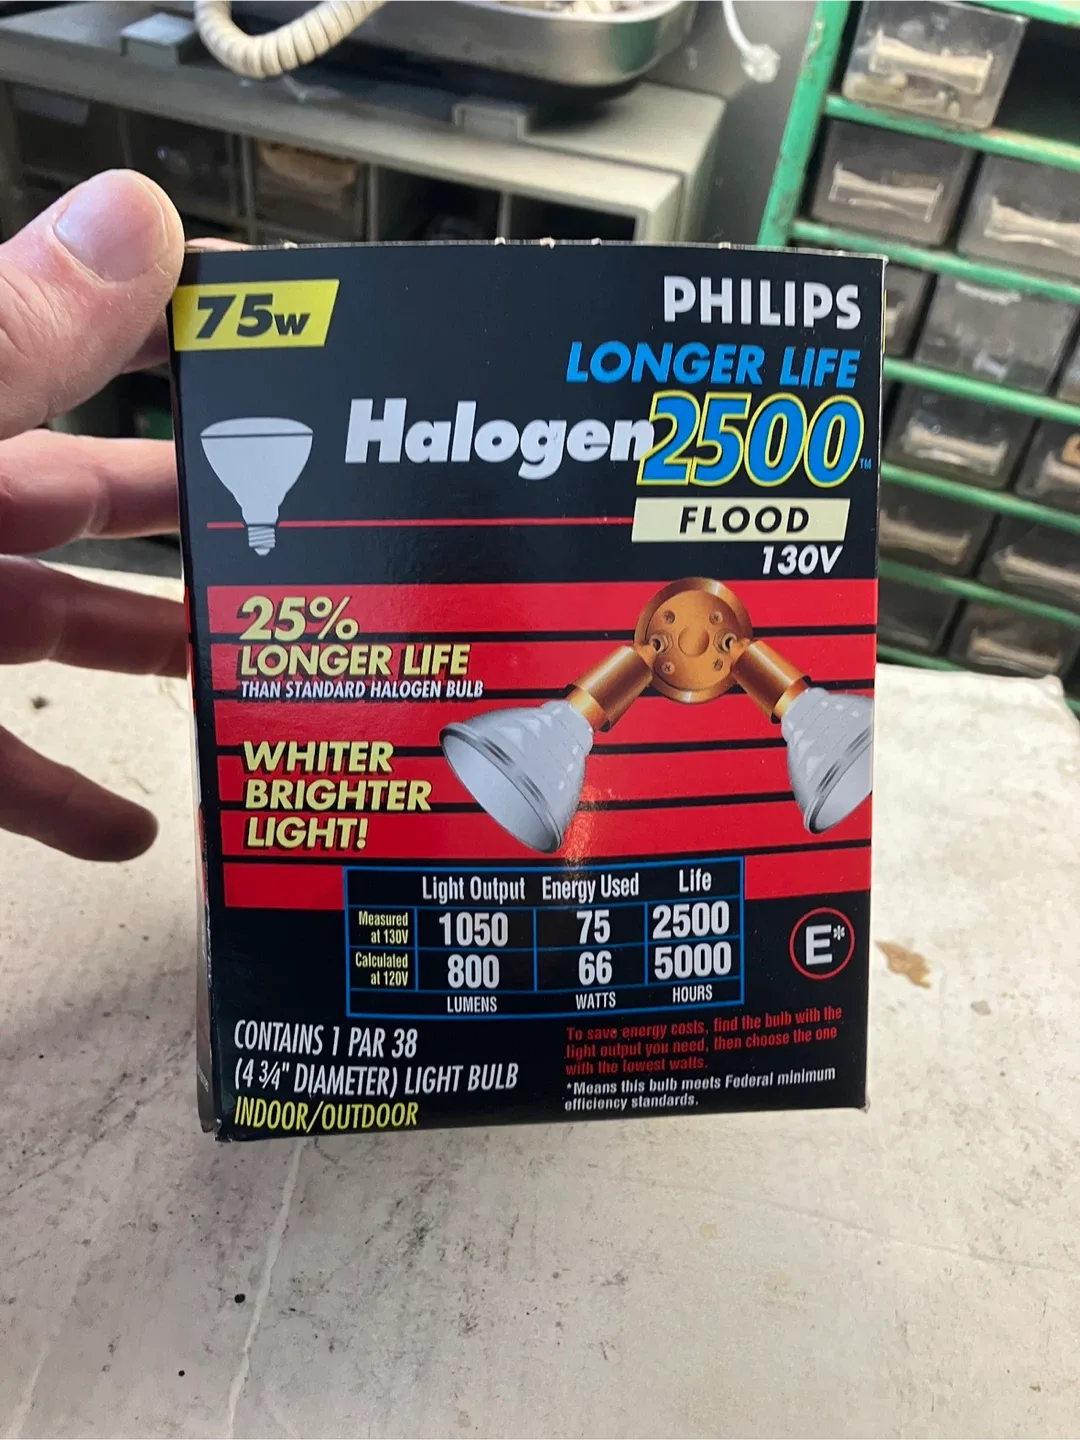 75w
PHILIPS
LONGER LIFE
Halogen 2500™
FLOOD
130V
25%
LONGER LIFE
THAN STANDARD HALOGEN BULB
WHITER
BRIGHTER
LIGHT!
Light Output Energy Used Life
Measured at 130V 1050 75 2500
Calculated at 120V 800 66 5000
LUMENS WATTS HOURS
E*
CONTAINS 1 PAR 38
(4 3/4" DIAMETER) LIGHT BULB
INDOOR/OUTDOOR
To save energy costs, find the bulb with the
light output you need, then choose the one
with the lowest watts.
*Means this bulb meets Federal minimum
efficiency standards.